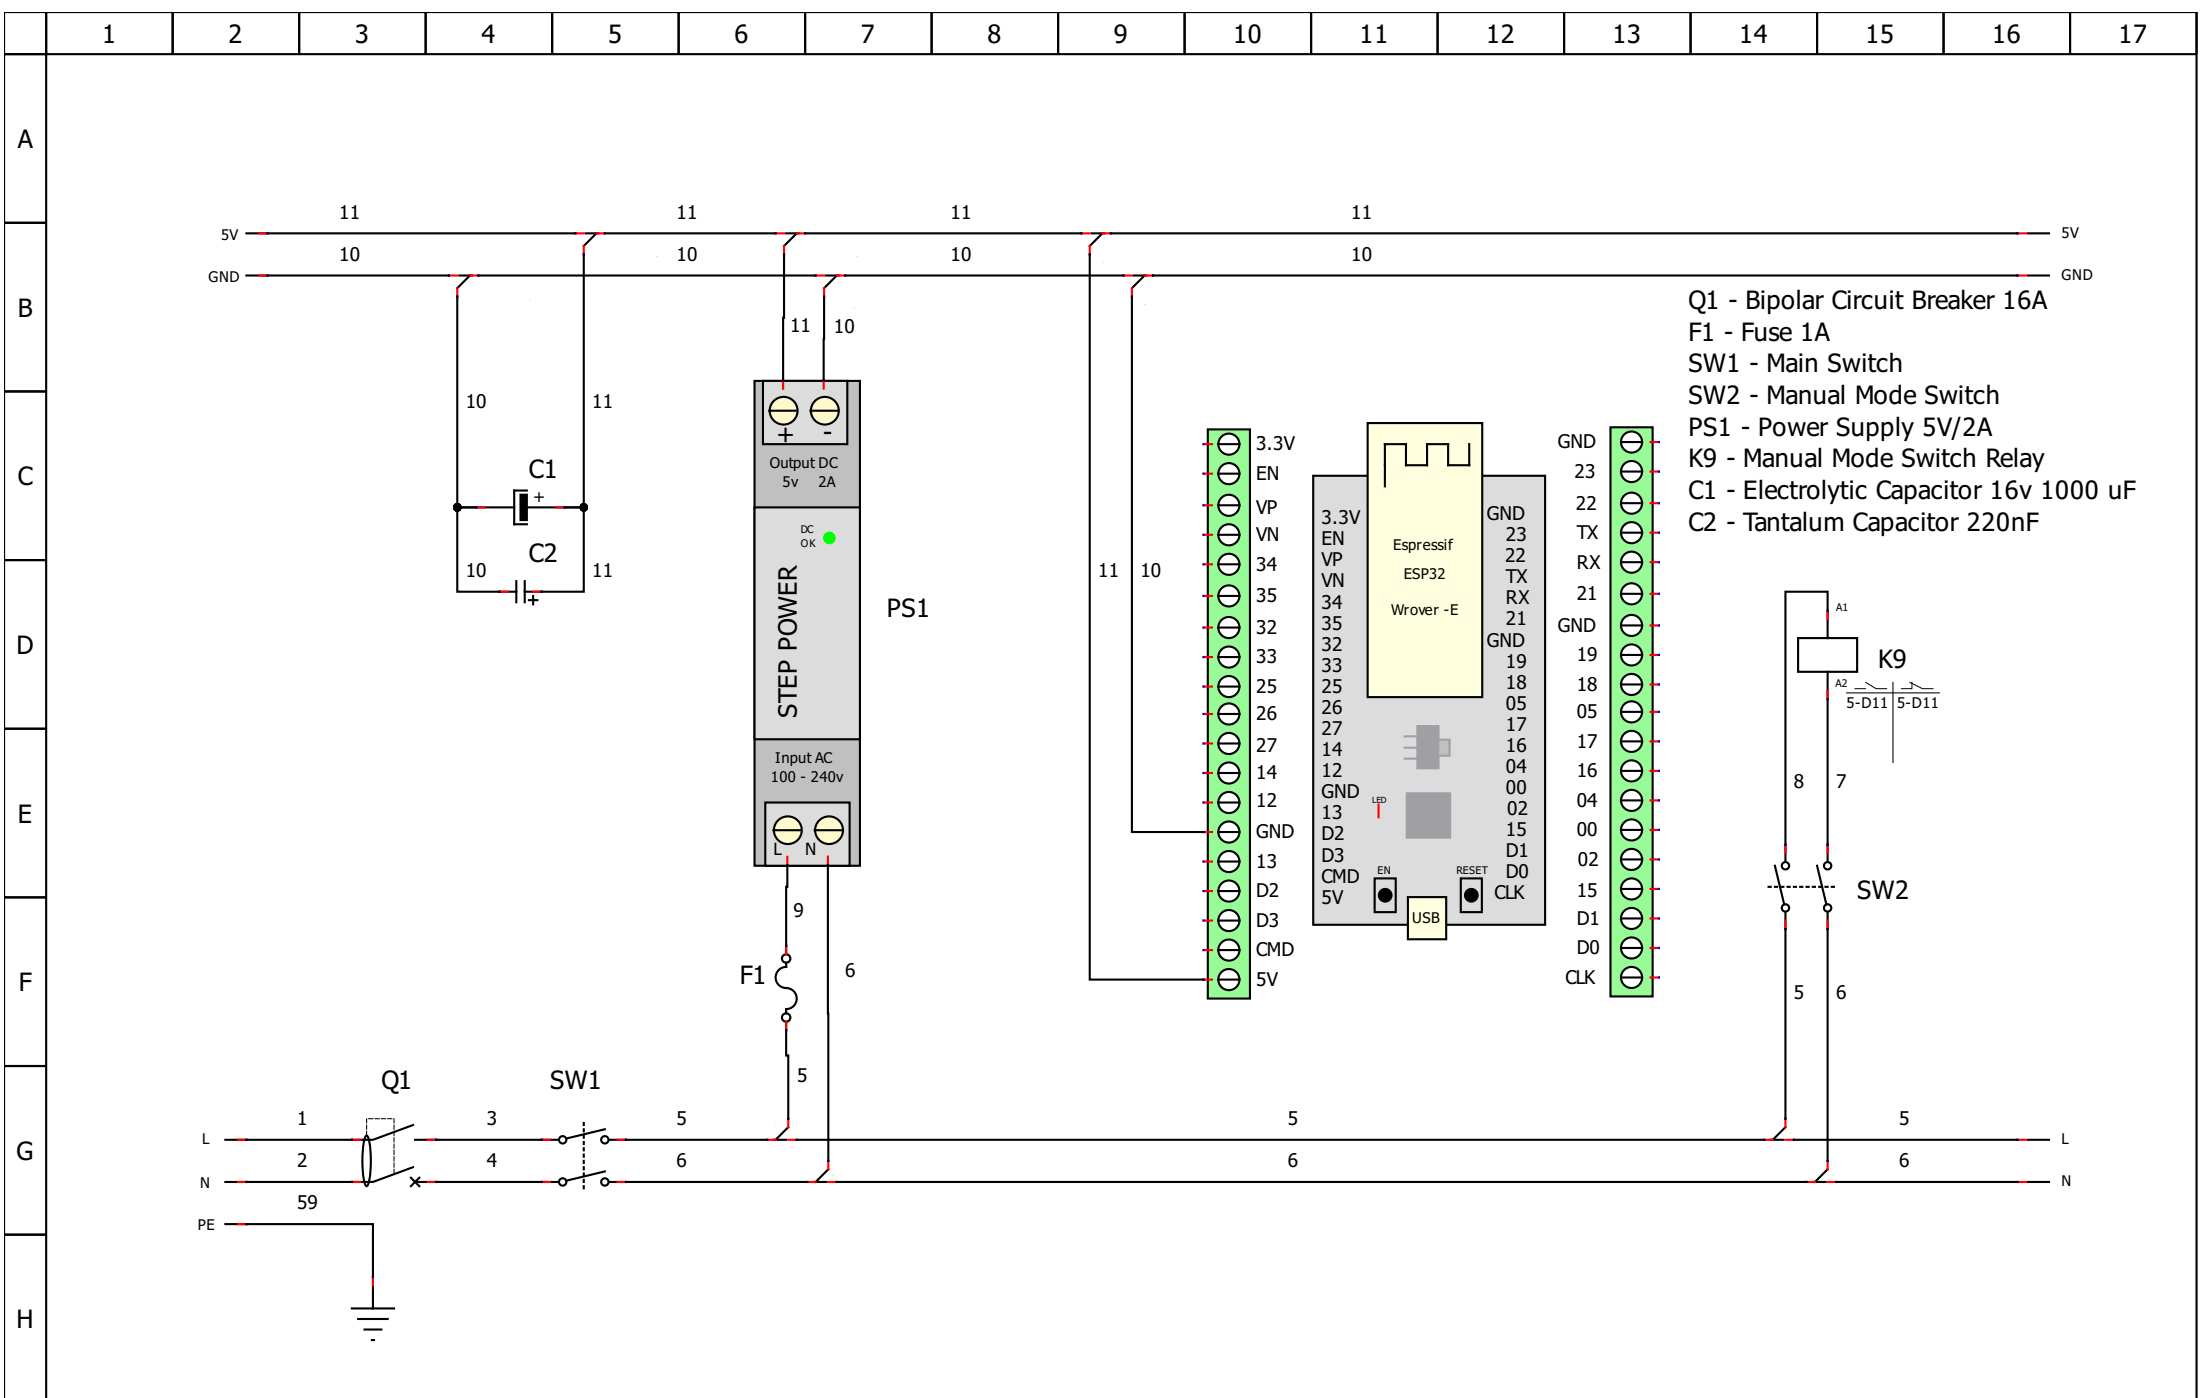 1 2 3 4 5 6 7 8 9 10 11 12 13 14 15 16 17
A
11 11 11 11
5V 5V
10 10 10 10
GND GND
B
Q1 - Bipolar Circuit Breaker 16A
F1 - Fuse 1A
SW1 - Main Switch
SW2 - Manual Mode Switch
PS1 - Power Supply 5V/2A
K9 - Manual Mode Switch Relay
C1 - Electrolytic Capacitor 16v 1000 uF
C2 - Tantalum Capacitor 220nF
11 10
10 11
C
C1
+
C2
10 11
+
+ -
Output DC
5v 2A
DC
OK
STEP POWER
PS1
Input AC
100 - 240v
L N
9
F1
6
5
11 10
3.3V
EN
VP
VN
34
35
32
33
25
26
27
14
12
GND
13
D2
D3
CMD
5V
3.3V
EN
VP
VN
34
35
32
33
25
26
27
14
12
GND
13
D2
D3
CMD
5V
Espressif
ESP32
Wrover -E
LED
EN
RESET
USB
GND
23
22
TX
RX
21
GND
19
18
05
17
16
04
00
02
15
D1
D0
CLK
GND
23
22
TX
RX
21
GND
19
18
05
17
16
04
00
02
15
D1
D0
CLK
D
A1
K9
A2
5-D11 5-D11
E
8 7
SW2
F
5 6
Q1 SW1
1 3 5 5 5
L L
G
2 4 6 6 6
N N
59
PE
H